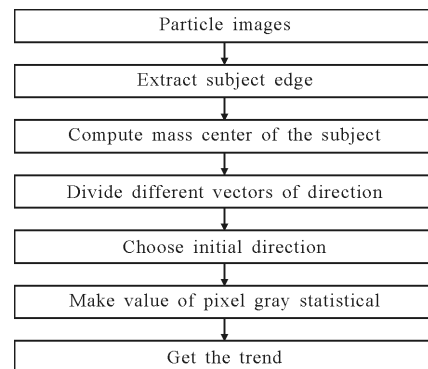 Particle images
Extract subject edge
Compute mass center of the subject
Divide different vectors of direction
Choose initial direction
Make value of pixel gray statistical
Get the trend